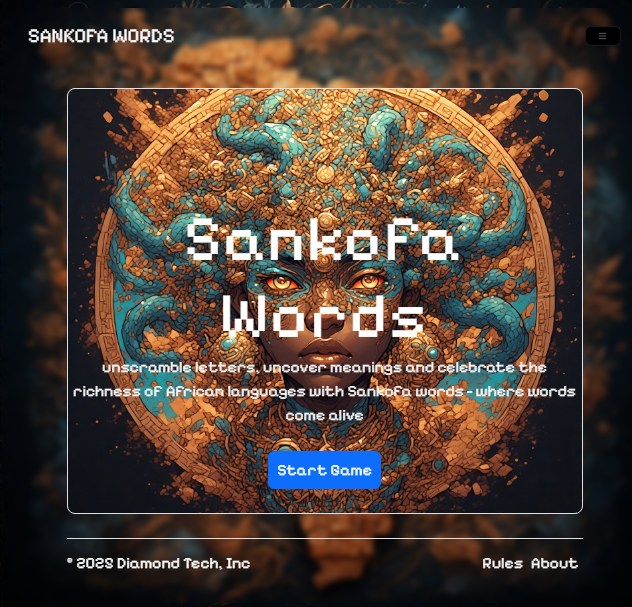 SANKOFA WORDS
Sankofa
Words
unscramble letters, uncover meanings and celebrate the
richness of African languages with Sankofa words - where words
come alive
Start Game
© 2023 Diamond Tech, Inc
Rules About